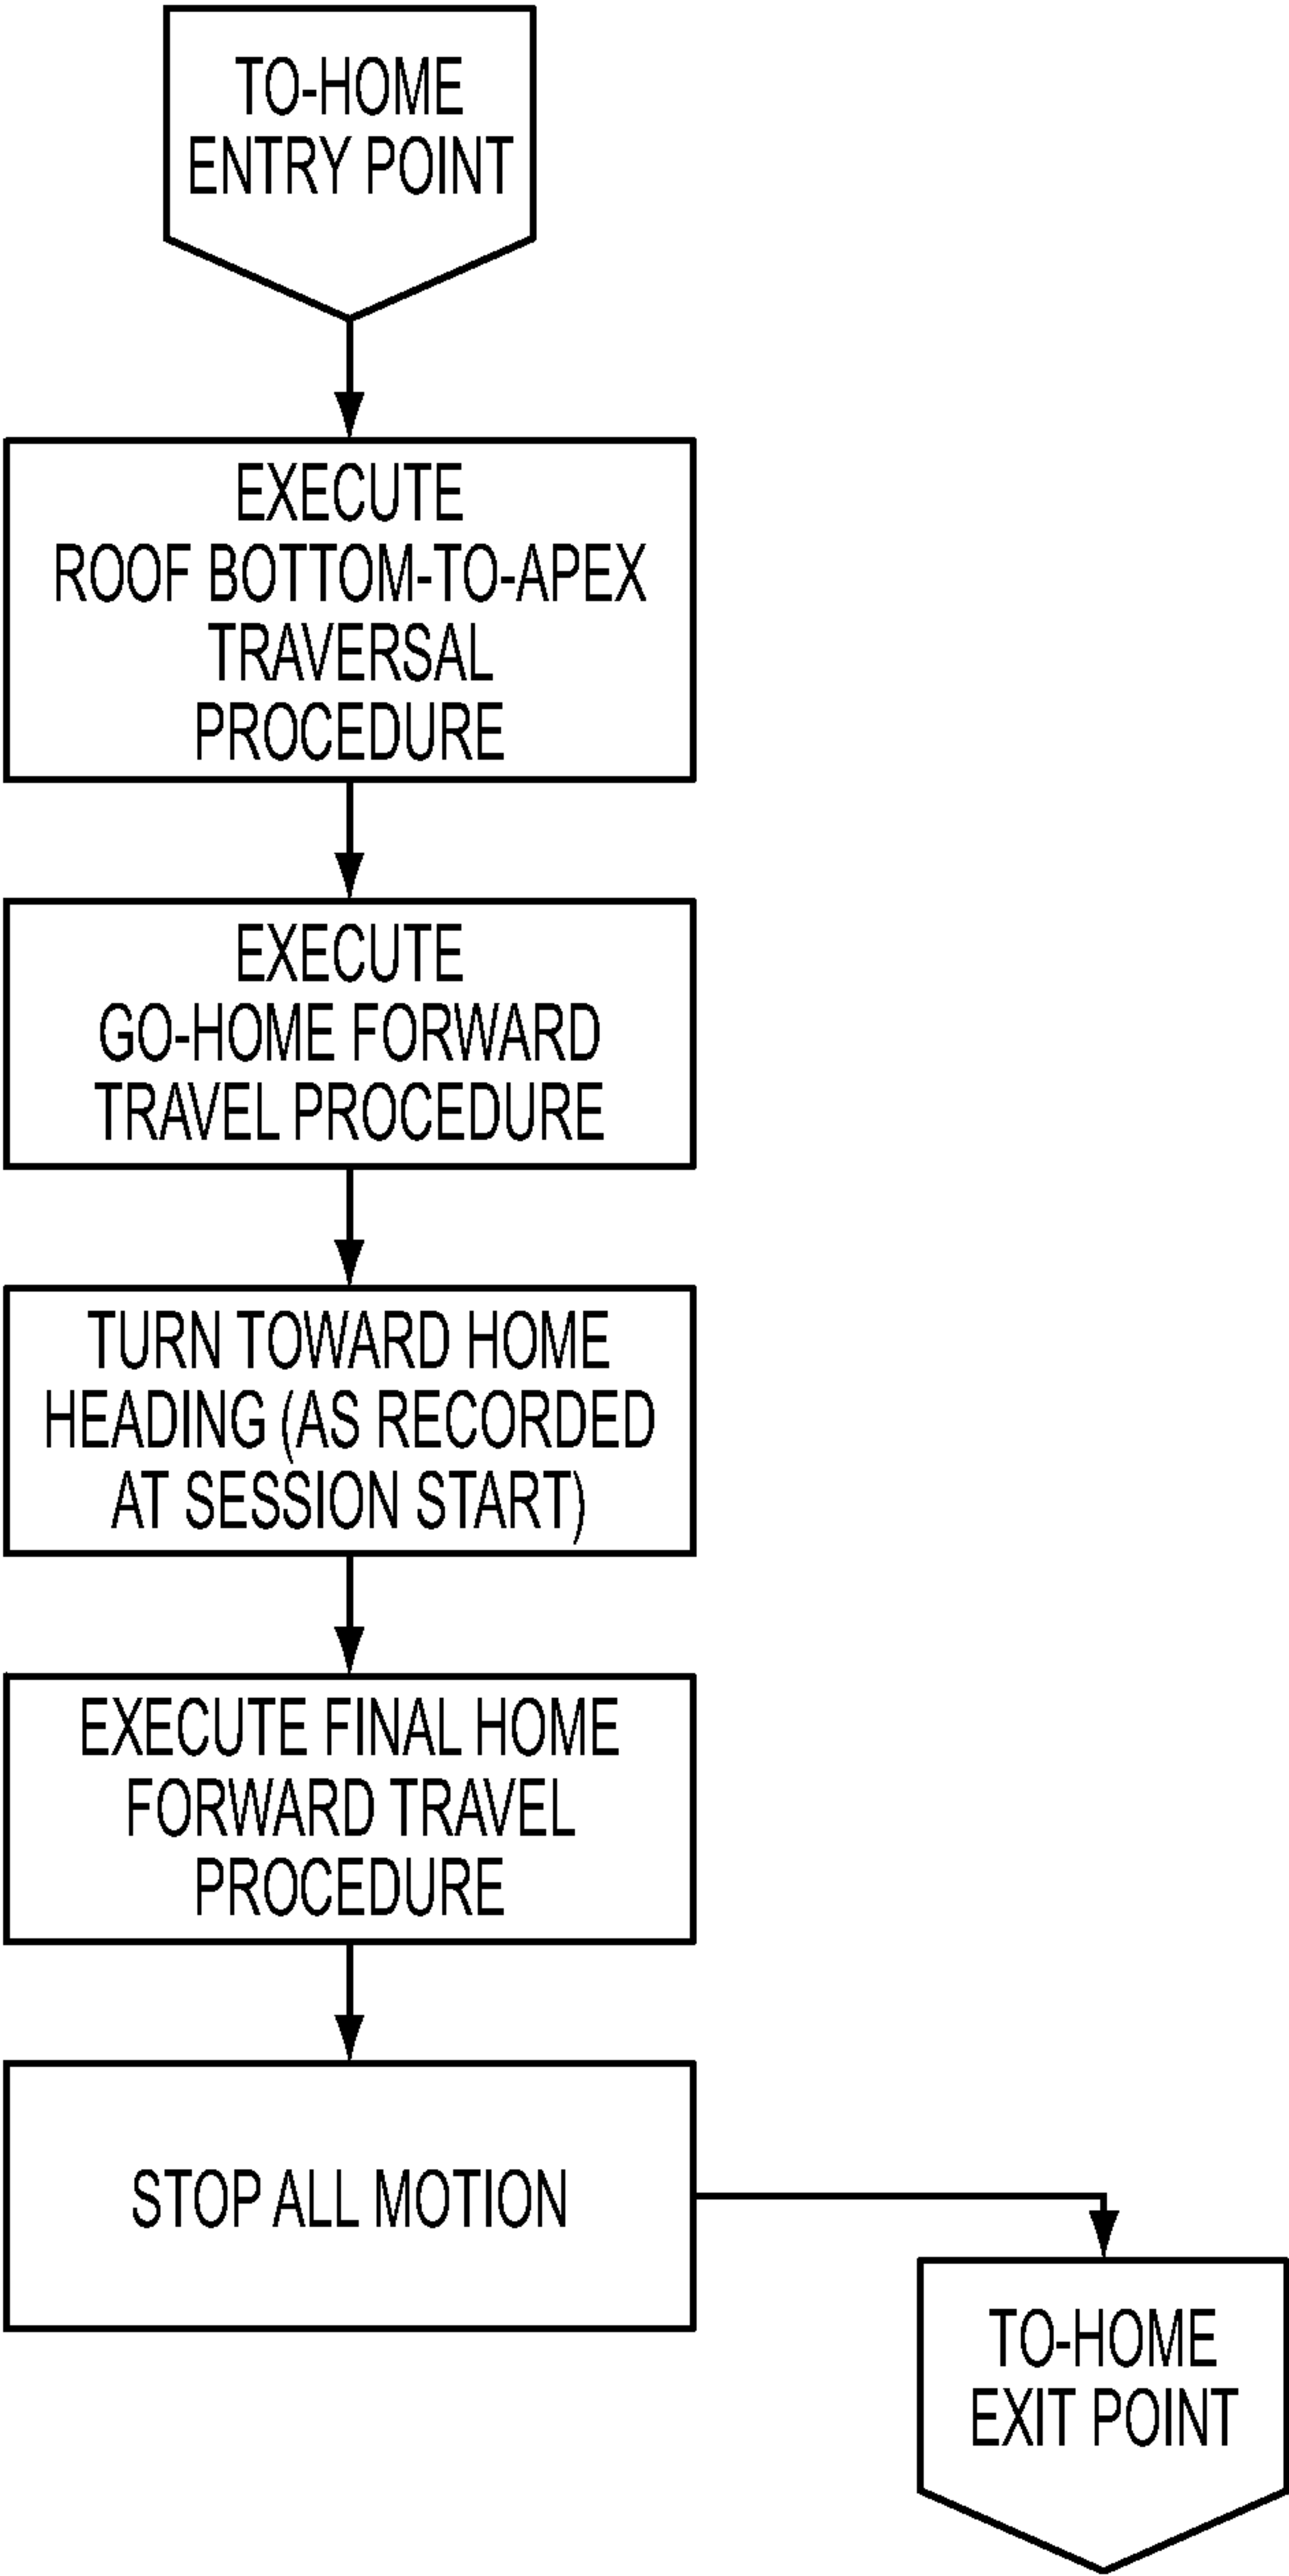 TO-HOME
ENTRY POINT
EXECUTE
ROOF BOTTOM-TO-APEX
TRAVERSAL
PROCEDURE
EXECUTE
GO-HOME FORWARD
TRAVEL PROCEDURE
TURN TOWARD HOME
HEADING (AS RECORDED
AT SESSION START)
EXECUTE FINAL HOME
FORWARD TRAVEL
PROCEDURE
STOP ALL MOTION
TO-HOME
EXIT POINT